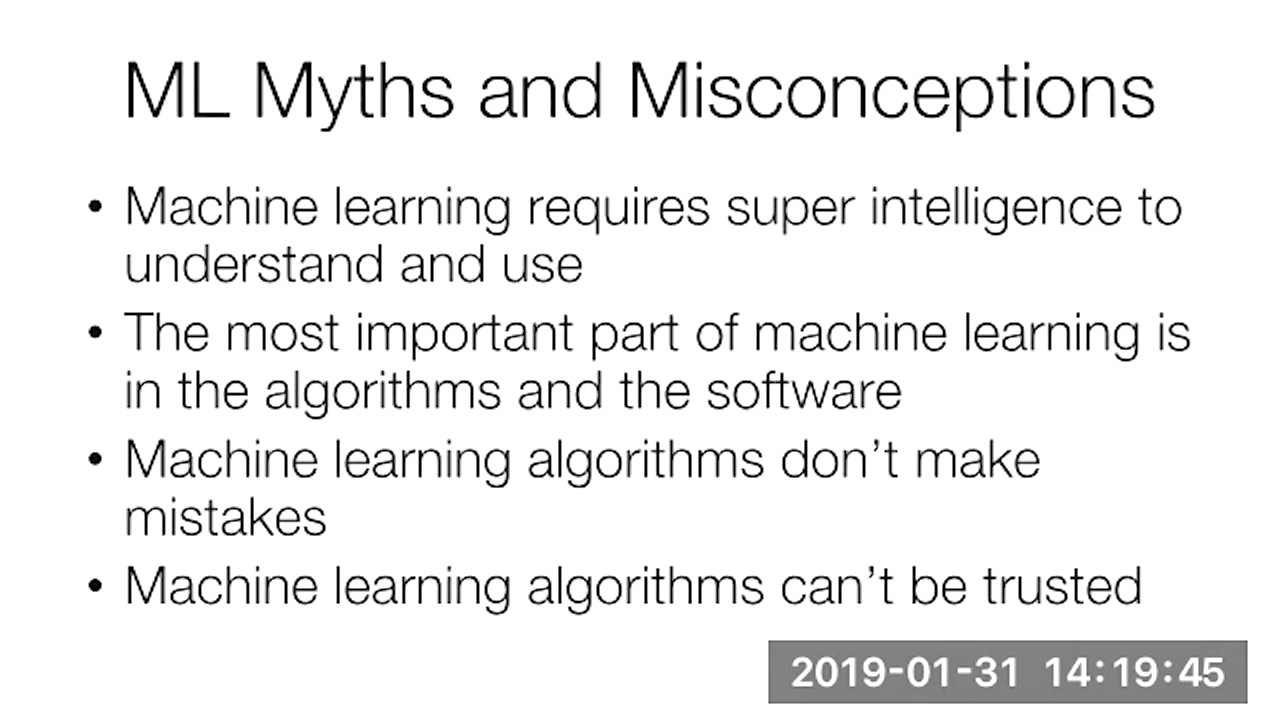 ML Myths and Misconceptions
• Machine learning requires super intelligence to
understand and use
• The most important part of machine learning is
in the algorithms and the software
• Machine learning algorithms don’t make
mistakes
• Machine learning algorithms can’t be trusted
2019-01-31 14:19:45